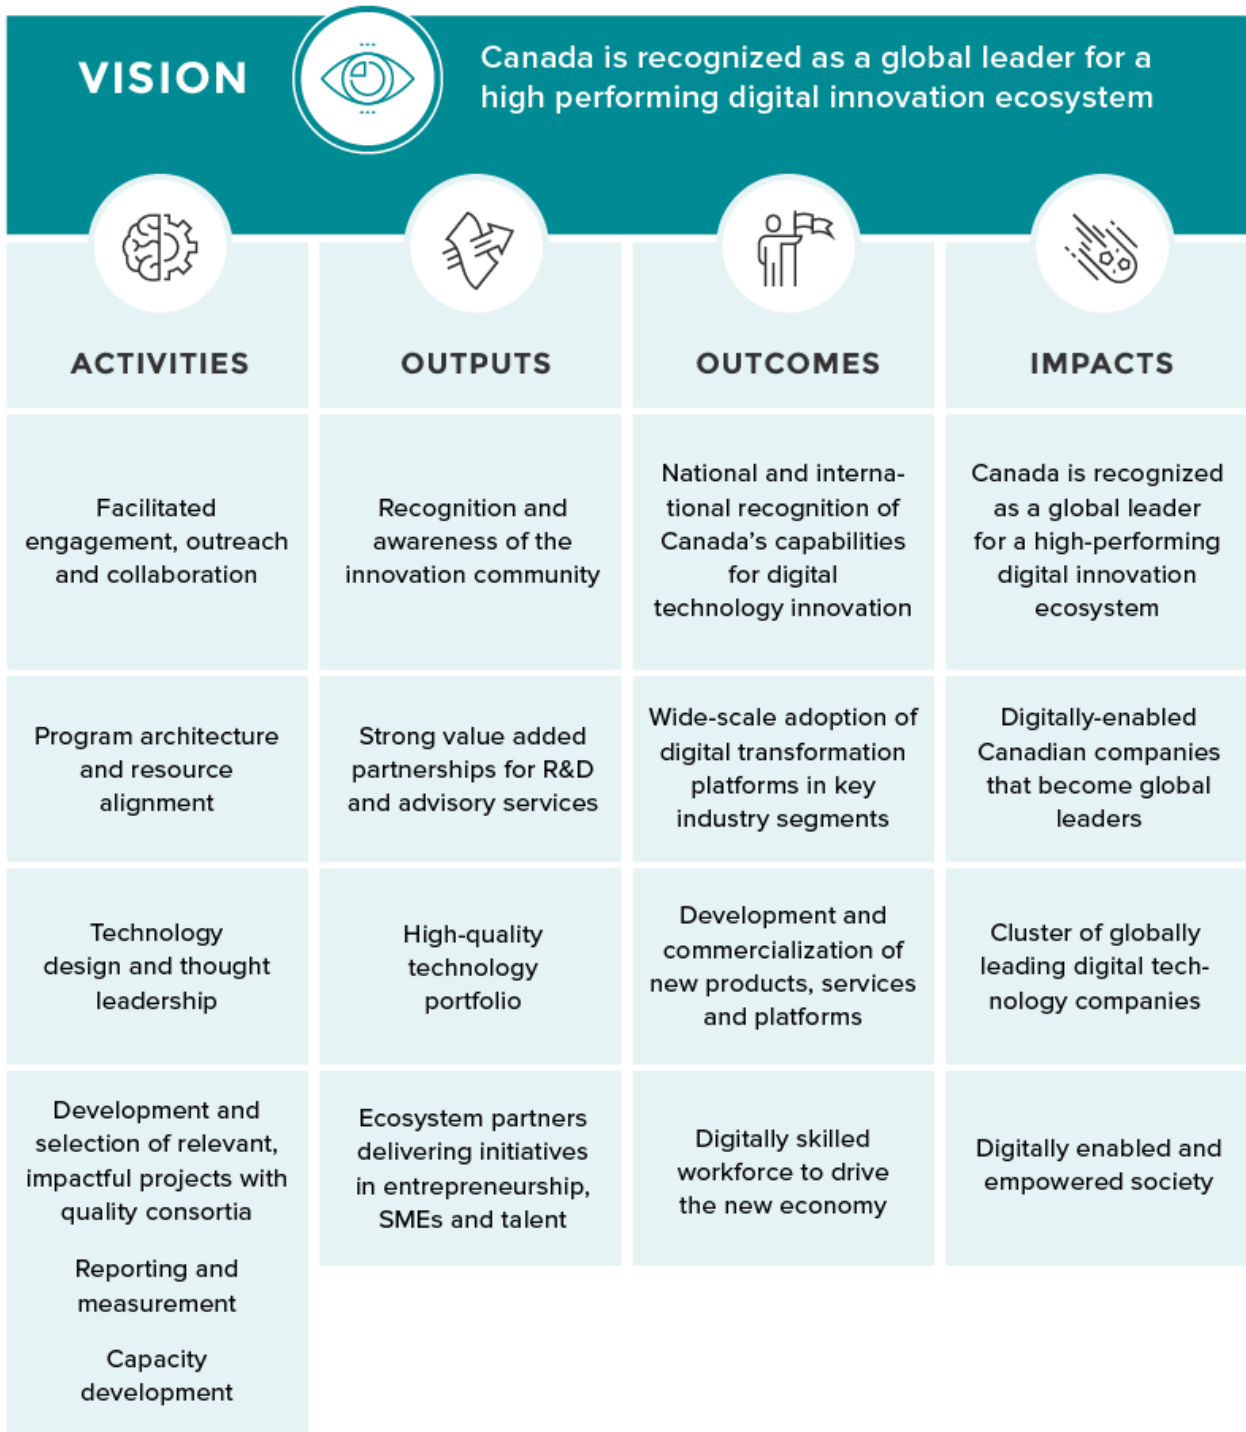 VISION
Canada is recognized as a global leader for a
high performing digital innovation ecosystem
ACTIVITIES
OUTPUTS
OUTCOMES
IMPACTS
Facilitated
engagement, outreach
and collaboration
Recognition and
awareness of the
innovation community
National and interna-
tional recognition of
Canada's capabilities
for digital
technology innovation
Canada is recognized
as a global leader
for a high-performing
digital innovation
ecosystem
Program architecture
and resource
alignment
Strong value added
partnerships for R&D
and advisory services
Wide-scale adoption of
digital transformation
platforms in key
industry segments
Digitally-enabled
Canadian companies
that become global
leaders
Technology
design and thought
leadership
High-quality
technology
portfolio
Development and
commercialization of
new products, services
and platforms
Cluster of globally
leading digital tech-
nology companies
Development and
selection of relevant,
impactful projects with
quality consortia
Reporting and
measurement
Capacity
development
Ecosystem partners
delivering initiatives
in entrepreneurship,
SMEs and talent
Digitally skilled
workforce to drive
the new economy
Digitally enabled and
empowered society